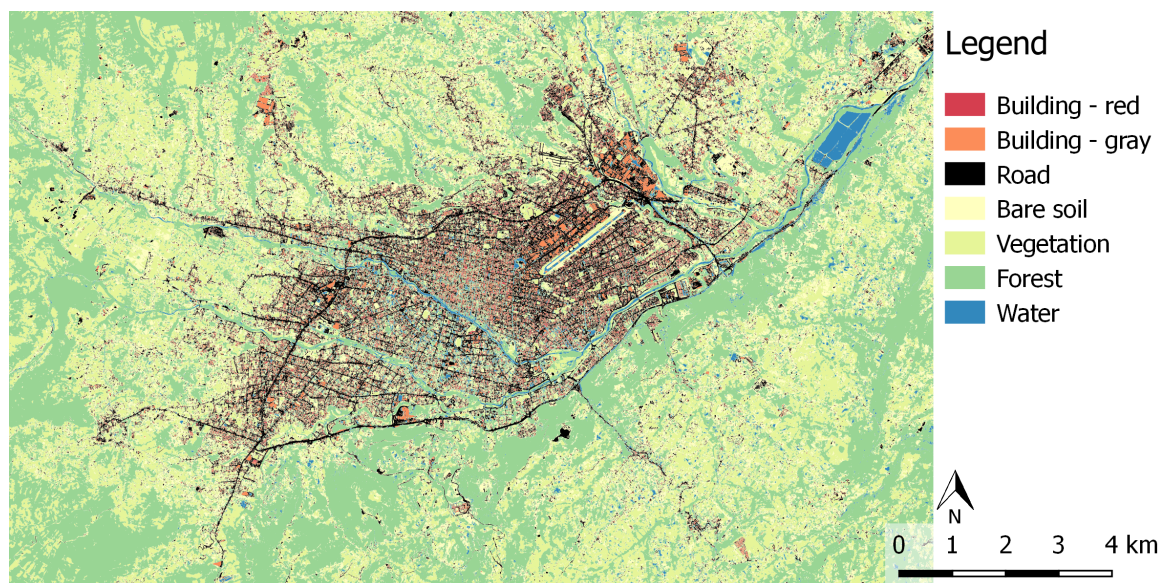 Legend
Building - red
Building - gray
Road
Bare soil
Vegetation
Forest
Water
N
0 1 2 3 4 km